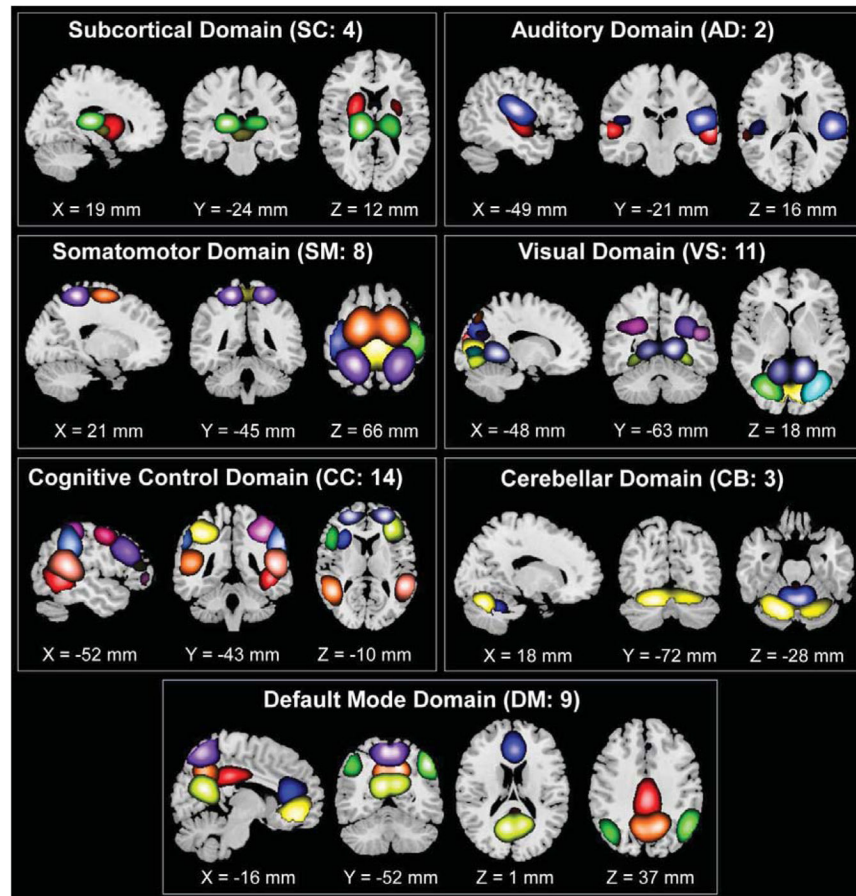 Subcortical Domain (SC: 4)
X = 19 mm Y = -24 mm Z = 12 mm
Auditory Domain (AD: 2)
X = -49 mm Y = -21 mm Z = 16 mm
Somatomotor Domain (SM: 8)
X = 21 mm Y = -45 mm Z = 66 mm
Visual Domain (VS: 11)
X = -48 mm Y = -63 mm Z = 18 mm
Cognitive Control Domain (CC: 14)
X = -52 mm Y = -43 mm Z = -10 mm
Cerebellar Domain (CB: 3)
X = 18 mm Y = -72 mm Z = -28 mm
Default Mode Domain (DM: 9)
X = -16 mm Y = -52 mm Z = 1 mm Z = 37 mm